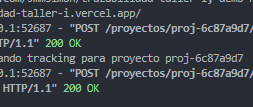 dad-taller-i.vercel.app/
0.1:52687 - "POST /proyectos/proj-6c87a9d7/
TTP/1.1" 200 OK
ando tracking para proyecto proj-6c87a9d7
0.1:52687 - "POST /proyectos/proj-6c87a9d7/
HTTP/1.1" 200 OK